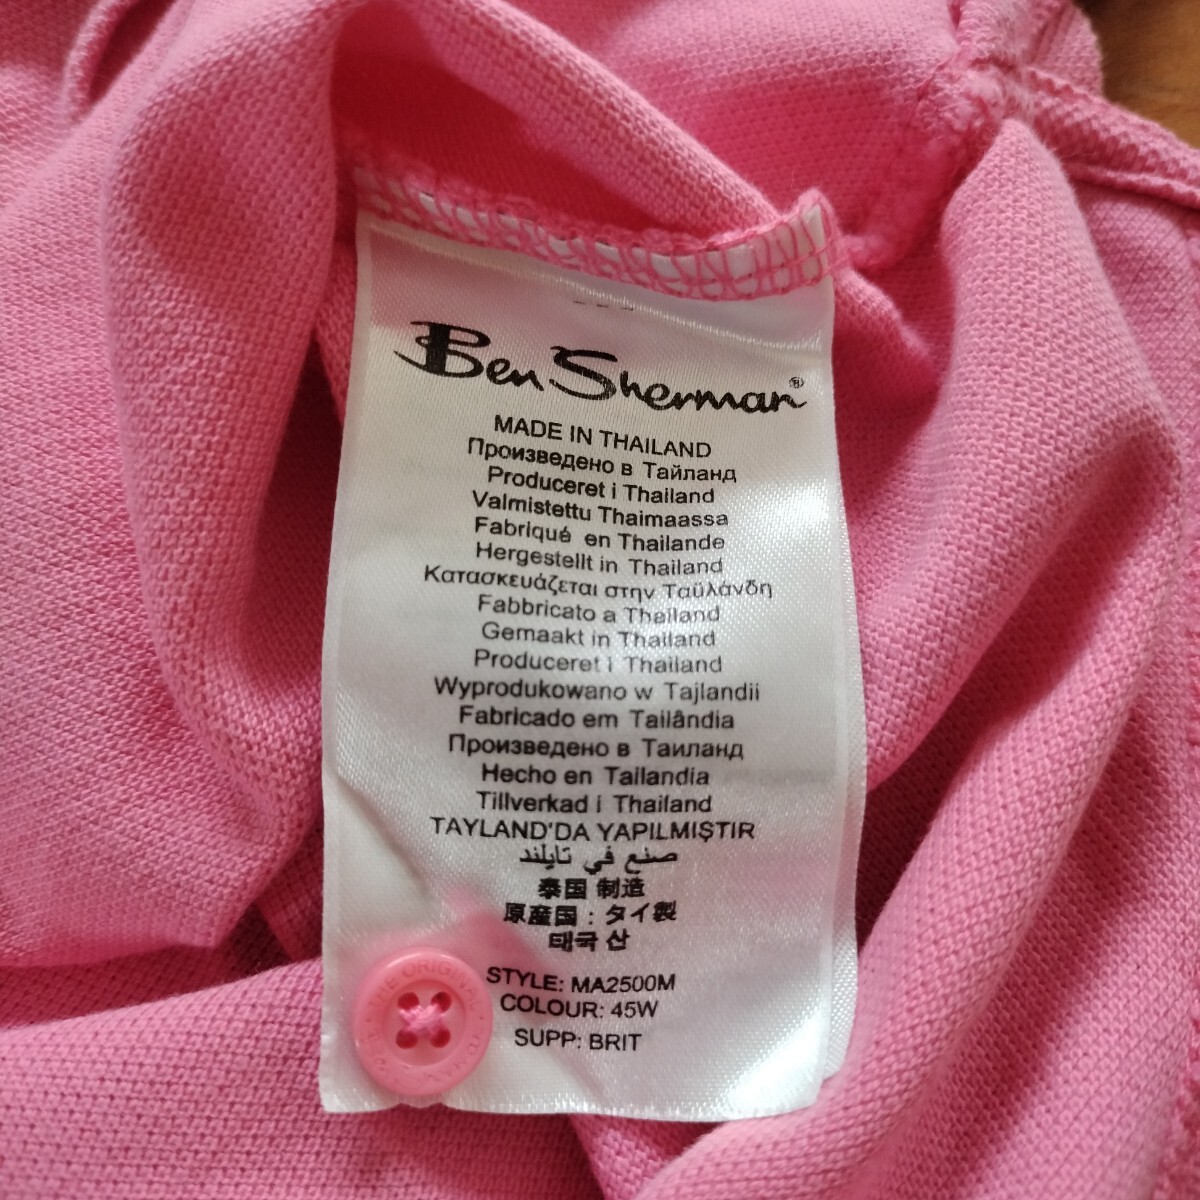 Ben Sherman®
MADE IN THAILAND
Произведено в Тайланд
Produceret i Thailand
Valmistettu Thaimaassa
Fabriqué en Thailande
Hergestellt in Thailand
Κατασκευάζεται στην Ταϋλάνδη
Fabbricato a Thailand
Gemaakt in Thailand
Produceret i Thailand
Wyprodukowano w Tajlandii
Fabricado em Tailândia
Произведено в Таиланд
Hecho en Tailandia
Tillverkad i Thailand
TAYLAND'DA YAPILMIŞTIR
صنع في تايلند
泰国 制造
原産国：タイ製
태국 산
STYLE: MA2500M
COLOUR: 45W
SUPP: BRIT
THE ORIGINAL